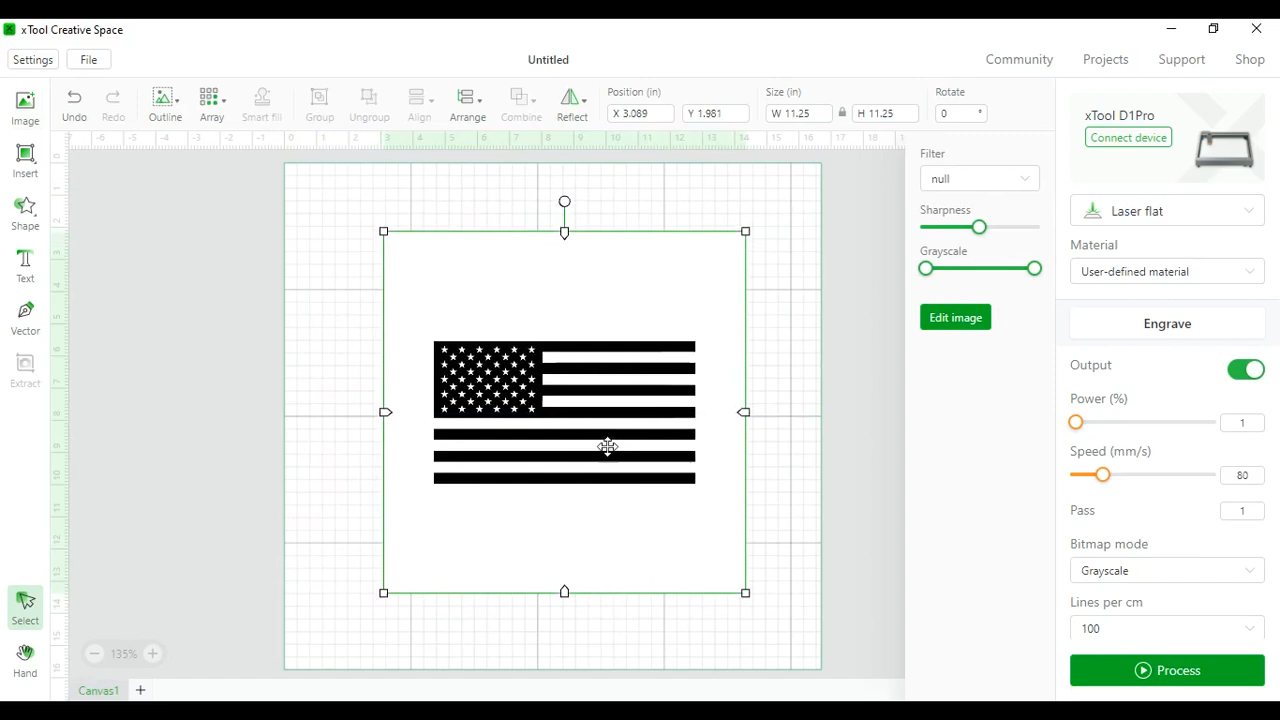 xTool Creative Space
Settings File Untitled Community Projects Support Shop
Image Undo Redo Outline Array Smart fill Group Ungroup Align Arrange Combine Reflect
Position (in) Size (in) Rotate
X 3.089 Y 1.981 W 11.25 H 11.25 0 °
Insert
Shape
Text
Vector
Extract
Select
Hand
135%
Canvas1
Filter
null
Sharpness
Grayscale
Edit image
xTool D1Pro
Connect device
Laser flat
Material
User-defined material
Engrave
Output
Power (%)
1
Speed (mm/s)
80
Pass 1
Bitmap mode
Grayscale
Lines per cm
100
Process